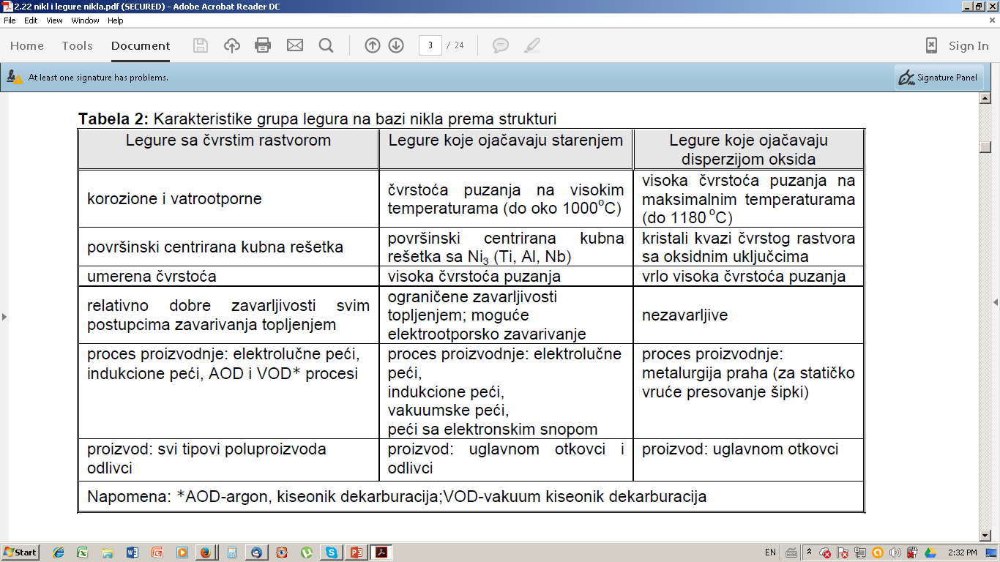 2.22 nikl i legure nikla.pdf (SECURED) - Adobe Acrobat Reader DC
File Edit View Window Help
Home Tools Document 3 / 24 Sign In
At least one signature has problems. Signature Panel
Tabela 2: Karakteristike grupa legura na bazi nikla prema strukturi
Legure sa čvrstim rastvorom
Legure koje ojačavaju starenjem
Legure koje ojačavaju
disperzijom oksida
korozione i vatrootporne
čvrstoća puzanja na visokim
temperaturama (do oko 1000°C)
visoka čvrstoća puzanja na
maksimalnim temperaturama
(do 1180 °C)
površinski centrirana kubna rešetka
površinski centrirana kubna
rešetka sa Ni₃ (Ti, Al, Nb)
kristali kvazi čvrstog rastvora
sa oksidnim uključcima
umerena čvrstoća
visoka čvrstoća puzanja
vrlo visoka čvrstoća puzanja
relativno dobre zavarljivosti svim
postupcima zavarivanja topljenjem
ograničene zavarljivosti
topljenjem; moguće
elektrootporsko zavarivanje
nezavarljive
proces proizvodnje: elektrolučne peći,
indukcione peći, AOD i VOD* procesi
proces proizvodnje: elektrolučne
peći,
indukcione peći,
vakuumske peći,
peći sa elektronskim snopom
proces proizvodnje:
metalurgija praha (za statičko
vruće presovanje šipki)
proizvod: svi tipovi poluproizvoda
odlivci
proizvod: uglavnom otkovci i
odlivci
proizvod: uglavnom otkovci
Napomena: *AOD-argon, kiseonik dekarburacija;VOD-vakuum kiseonik dekarburacija
Start EN 2:32 PM